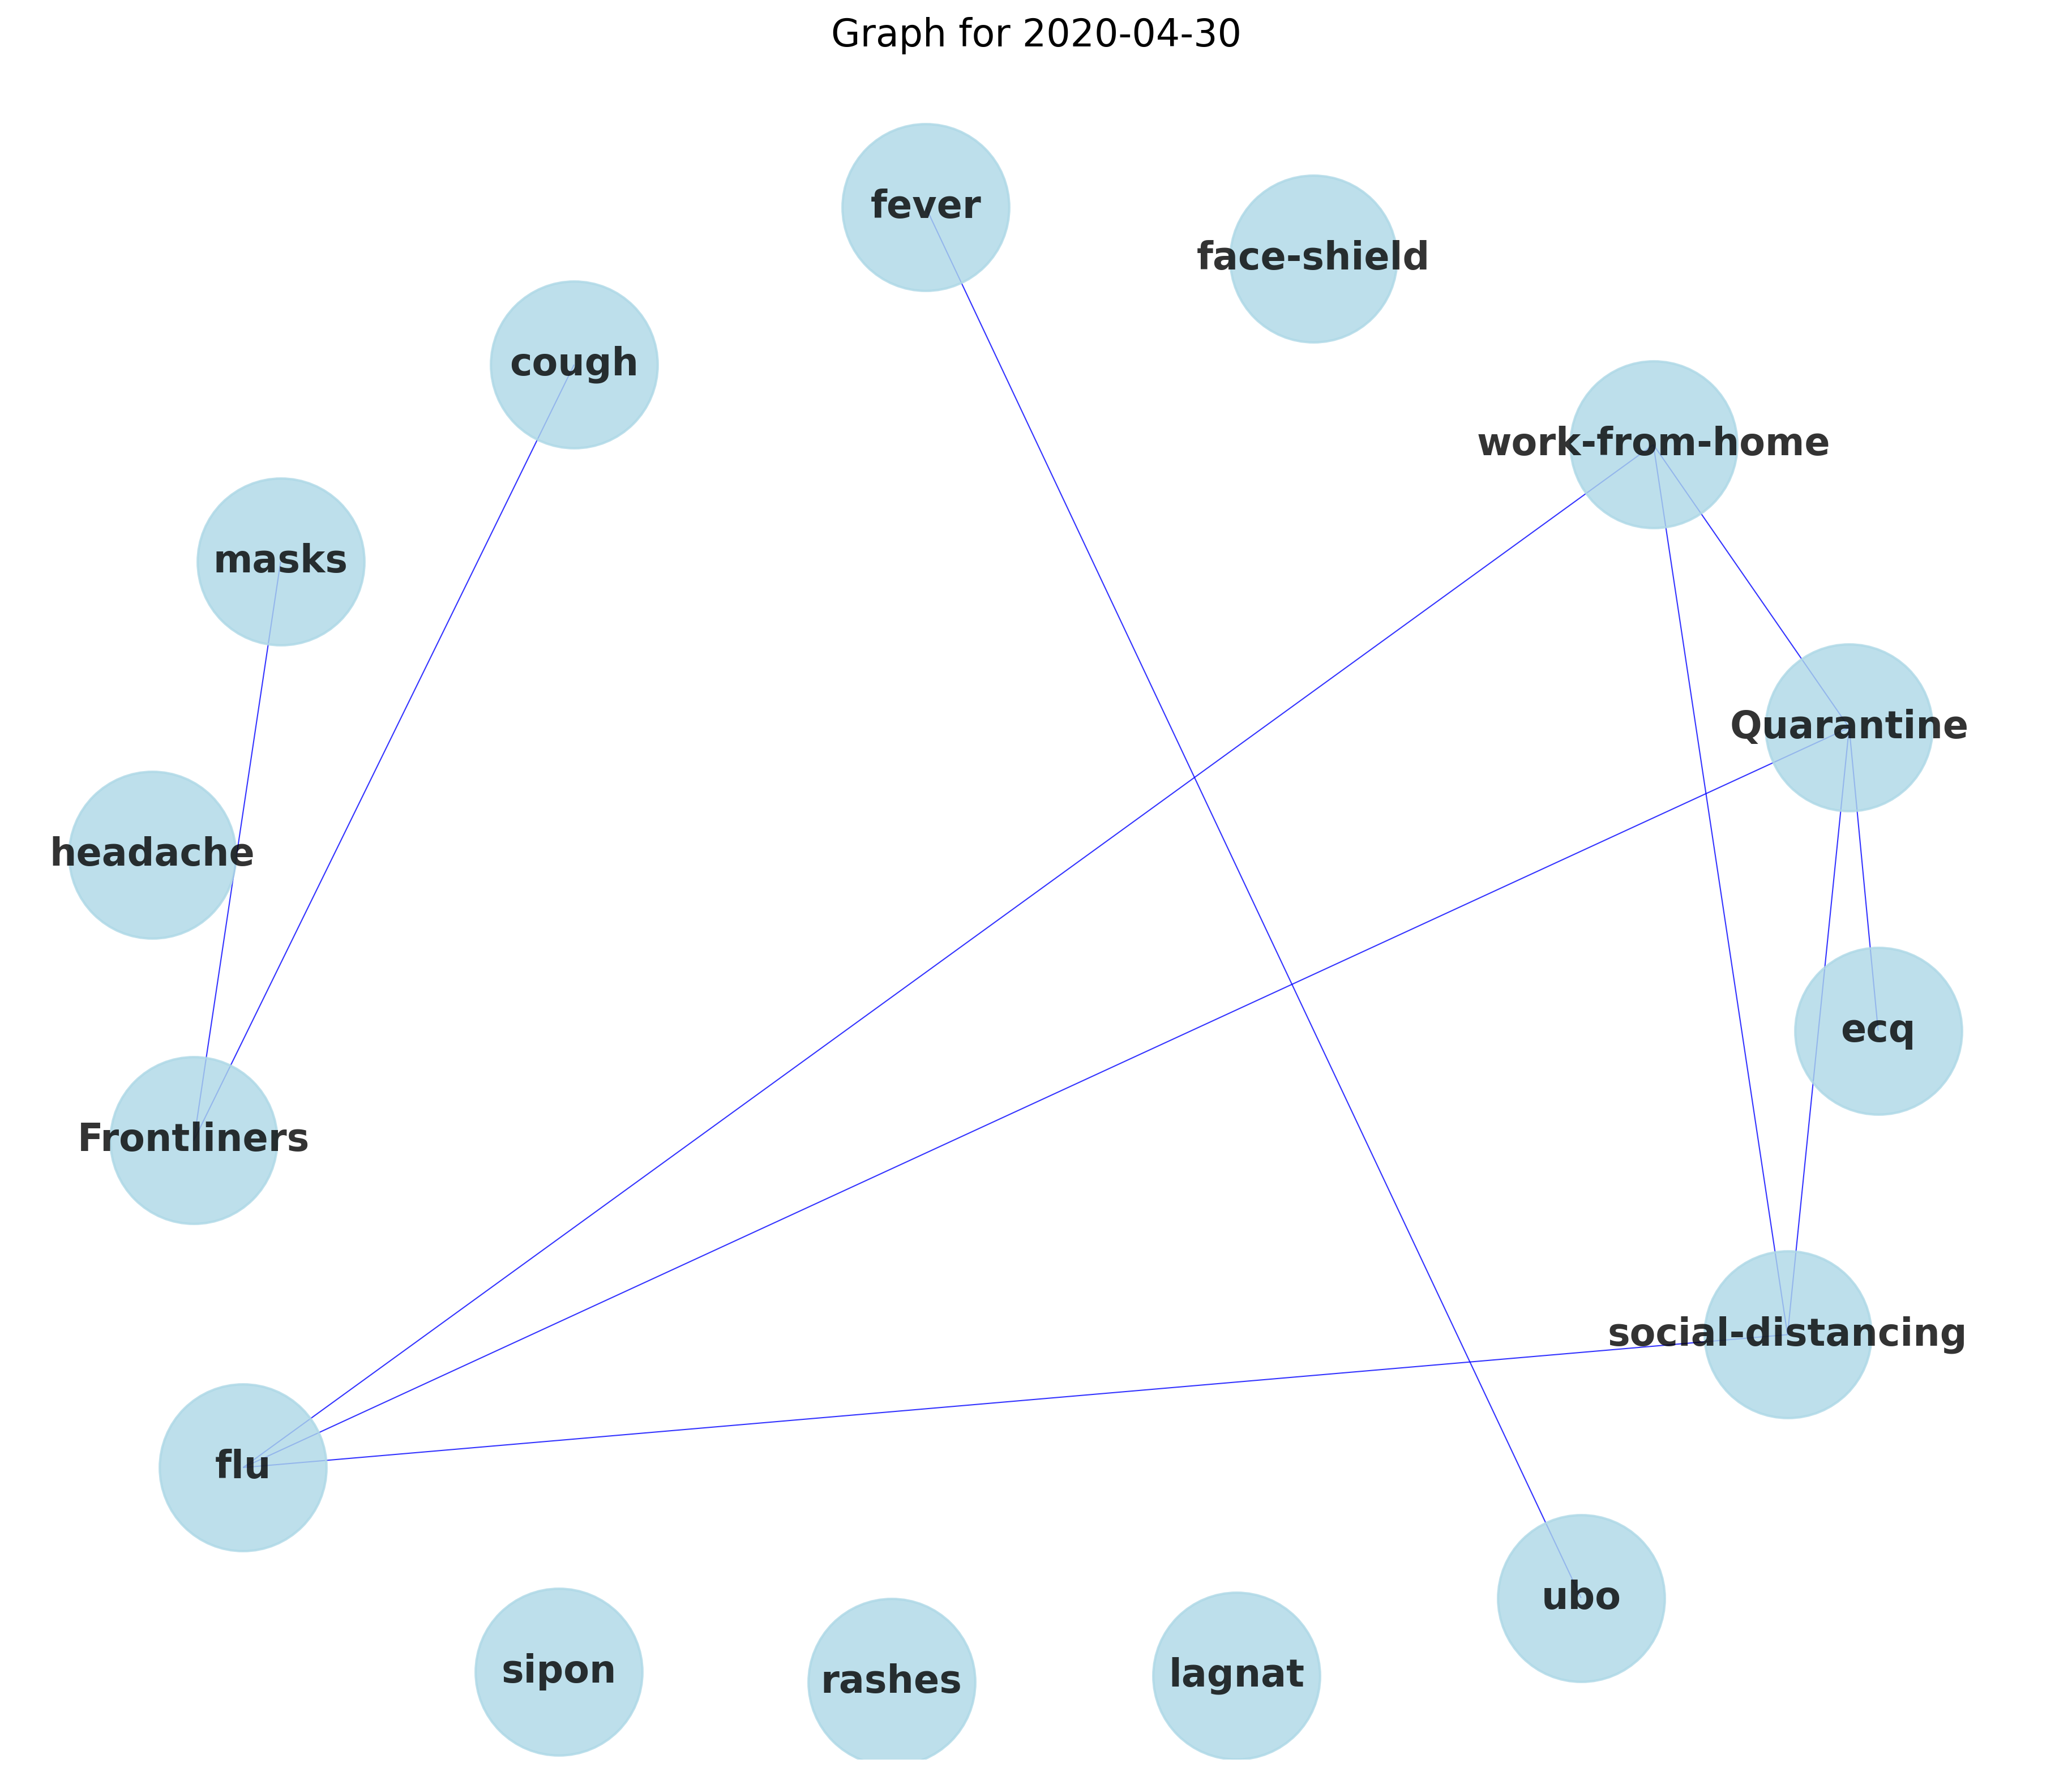 Graph for 2020-04-30
fever
face-shield
cough
work-from-home
masks
Quarantine
headache
ecq
Frontliners
social-distancing
flu
ubo
sipon
rashes
lagnat